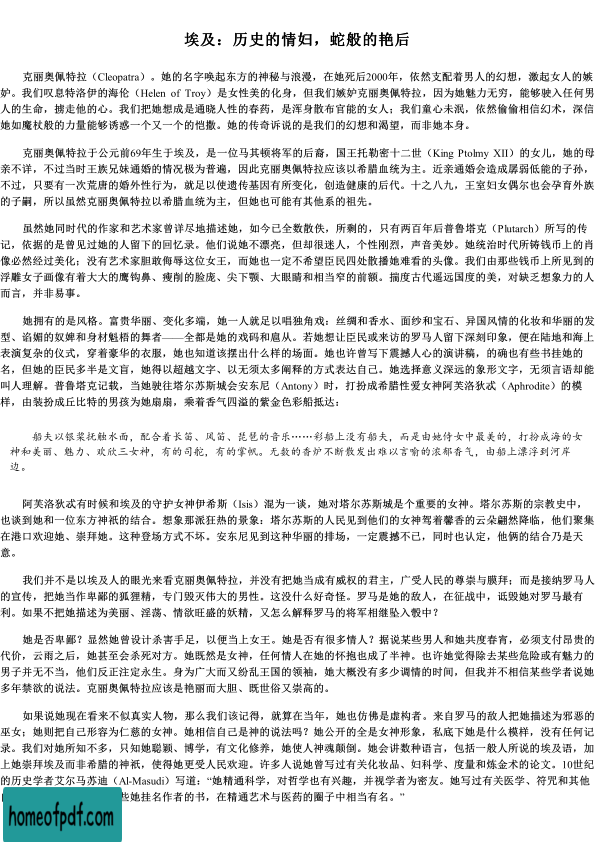 埃及：历史的情妇，蛇般的艳后
克丽奥佩特拉（Cleopatra）。她的名字唤起东方的神秘与浪漫，在她死后2000年，依然支配着男人的幻想，激起女人的嫉
妒。我们叹息特洛伊的海伦（Helen of Troy）是女性美的化身，但我们嫉妒克丽奥佩特拉，因为她魅力无穷，能够驶入任何男
人的生命，掳走他的心。我们把她想成是通晓人性的春药，是浑身散布官能的女人；我们童心未泯，依然偷偷相信幻术，深信
她如魔杖般的力量能够诱惑一个又一个的恺撒。她的传奇诉说的是我们的幻想和渴望，而非她本身。
克丽奥佩特拉于公元前69年生于埃及，是一位马其顿将军的后裔，国王托勒密十二世（King Ptolmy XII）的女儿，她的母
亲不详，不过当时王族兄妹通婚的情况极为普遍，因此克丽奥佩特拉应该以希腊血统为主。近亲通婚会造成孱弱低能的子孙，
不过，只要有一次荒唐的婚外性行为，就足以使遗传基因有所变化，创造健康的后代。十之八九，王室妇女偶尔也会孕育外族
的子嗣，所以虽然克丽奥佩特拉以希腊血统为主，但她也可能有其他系的祖先。
虽然她同时代的作家和艺术家曾详尽地描述她，如今已全数散佚，所剩的，只有两百年后普鲁塔克（Plutarch）所写的传
记，依据的是曾见过她的人留下的回忆录。他们说她不漂亮，但却很迷人，个性刚烈，声音美妙。她统治时代所铸钱币上的肖
像必然经过美化；没有艺术家胆敢侮辱这位女王，而她也一定不希望臣民四处散播她难看的头像。我们由那些钱币上所见到的
浮雕女子画像有着大大的鹰钩鼻、瘦削的脸庞、尖下颚、大眼睛和相当窄的前额。揣度古代遥远国度的美，对缺乏想象力的人
而言，并非易事。
她拥有的是风格。富贵华丽、变化多端，她一人就足以唱独角戏：丝绸和香水、面纱和宝石、异国风情的化妆和华丽的发
型、谄媚的奴婢和身材魁梧的舞者——全都是她的戏码和扈从。若她想让臣民或来访的罗马人留下深刻印象，便在陆地和海上
表演复杂的仪式，穿着豪华的衣服，她也知道该摆出什么样的场面。她也许曾写下震撼人心的演讲稿，的确也有些书挂她的
名，但她的臣民多半是文盲，她得以超越文字、以无须太多阐释的方式表达自己。她选择意义深远的象形文字，无须言语却能
叫人理解。普鲁塔克记载，当她驶往塔尔苏斯城会安东尼（Antony）时，打扮成希腊性爱女神阿芙洛狄忒（Aphrodite）的模
样，由装扮成丘比特的男孩为她扇扇，乘着香气四溢的紫金色彩船抵达：
船夫以银桨抚触水面，配合着长笛、风笛、琵琶的音乐……彩船上没有船夫，而是由她侍女中最美的，打扮成海的女
神和美丽、魅力、欢欣三女神，有的司舵，有的掌帆。无数的香炉不断散发出难以言喻的浓郁香气，由船上漂浮到河岸
边。
阿芙洛狄忒有时候和埃及的守护女神伊希斯（Isis）混为一谈，她对塔尔苏斯城是个重要的女神。塔尔苏斯的宗教史中，
也谈到她和一位东方神祇的结合。想象那派狂热的景象：塔尔苏斯的人民见到他们的女神驾着馨香的云朵翩然降临，他们聚集
在港口欢迎她、崇拜她。这种登场方式不坏。安东尼见到这种华丽的排场，一定震撼不已，同时也认定，他俩的结合乃是天
意。
我们并不是以埃及人的眼光来看克丽奥佩特拉，并没有把她当成有威权的君主，广受人民的尊崇与膜拜；而是接纳罗马人
的宣传，把她当作卑鄙的狐狸精，专门毁灭伟大的男性。这没什么好奇怪。罗马是她的敌人，在征战中，诋毁她对罗马最有
利。如果不把她描述为美丽、淫荡、情欲旺盛的妖精，又怎么解释罗马的将军相继坠入彀中？
她是否卑鄙？显然她曾设计杀害手足，以便当上女王。她是否有很多情人？据说某些男人和她共度春宵，必须支付昂贵的
代价，云雨之后，她甚至会杀死对方。她既然是女神，任何情人在她的怀抱也成了半神。也许她觉得除去某些危险或有魅力的
男子并无不当，他们反正注定永生。身为广大而又纷乱王国的领袖，她大概没有多少调情的时间，但我并不相信某些学者说她
多年禁欲的说法。克丽奥佩特拉应该是艳丽而大胆、既世俗又崇高的。
如果说她现在看来不似真实人物，那么我们该记得，就算在当年，她也仿佛是虚构者。来自罗马的敌人把她描述为邪恶的
巫女；她则把自己形容为仁慈的女神。她相信自己是神的说法吗？她公开的全是女神形象，私底下她是什么模样，没有任何记
录。我们对她所知不多，只知她聪颖、博学，有文化修养，她使人神魂颠倒。她会讲数种语言，包括一般人所说的埃及语，加
上她崇拜埃及而非希腊的神祇，使得她更受人民欢迎。许多人说她曾写过有关化妆品、妇科学、度量和炼金术的论文。10世纪
的历史学者艾尔马苏迪（Al-Masudi）写道：“她精通科学，对哲学也有兴趣，并视学者为密友。她写过有关医学、符咒和其他
些她挂名作者的书，在精通艺术与医药的圈子中相当有名。”
homeofpdf.com